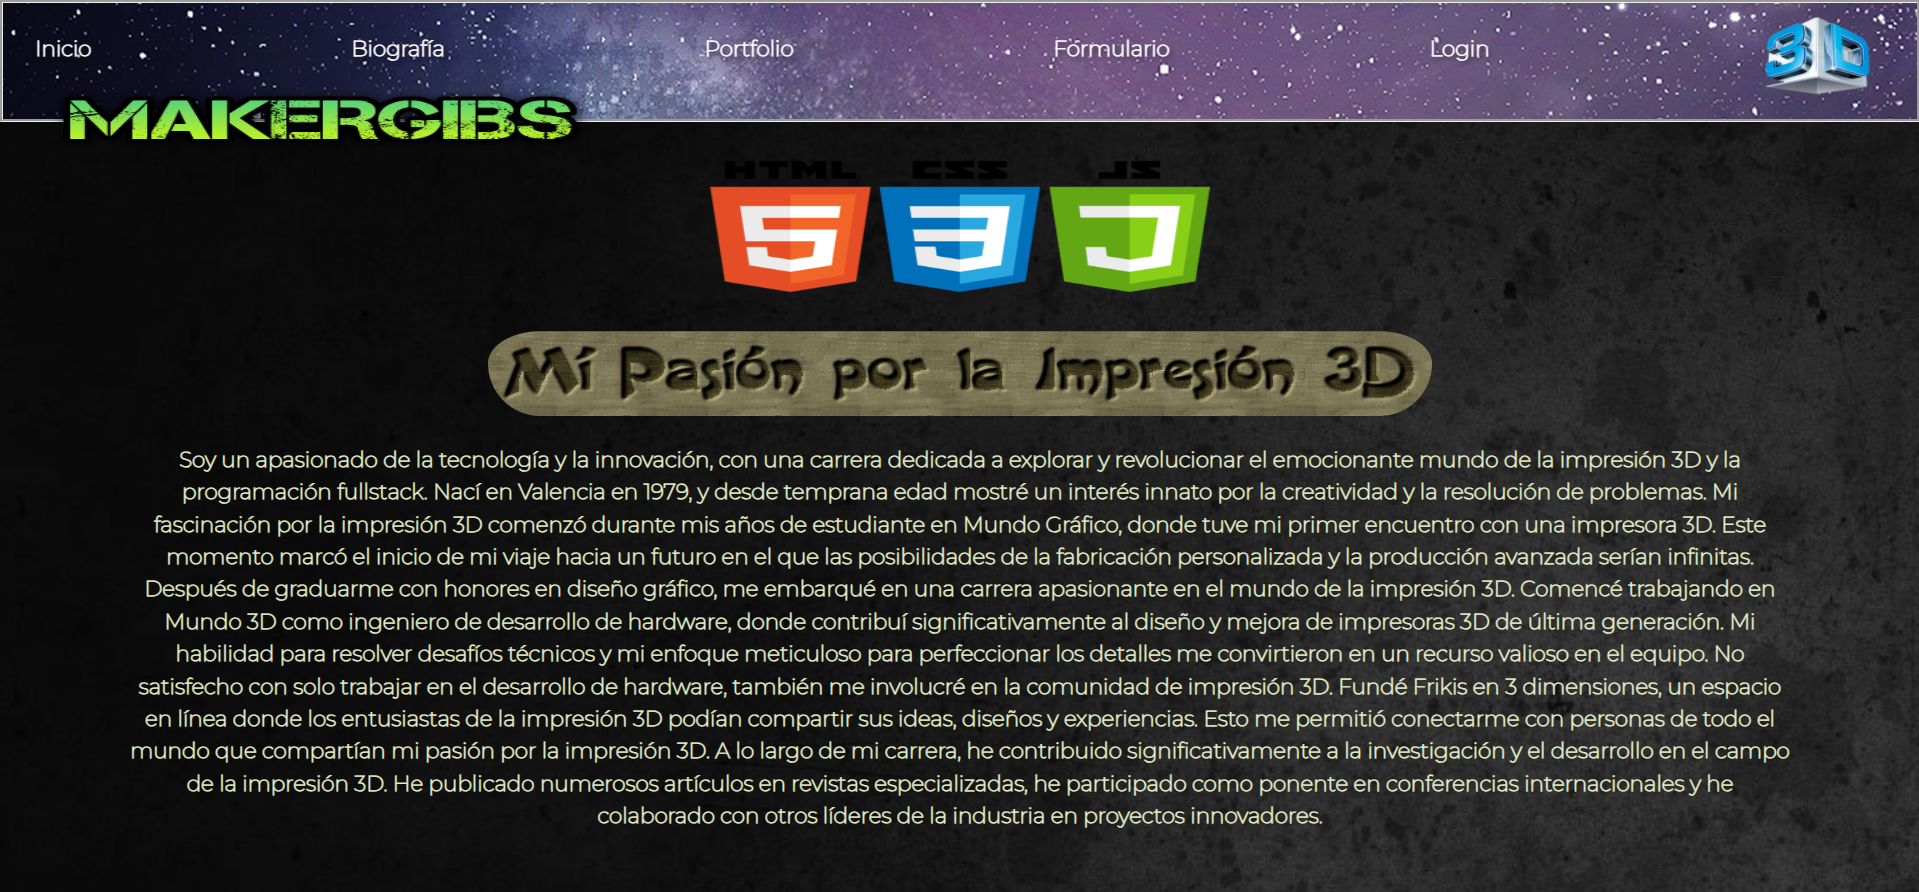 Inicio Biografía Portfolio Formulario Login 3D
MAKERGIBS
HTML CSS JS
5 3 J
Mi Pasión por la Impresión 3D
Soy un apasionado de la tecnología y la innovación, con una carrera dedicada a explorar y revolucionar el emocionante mundo de la impresión 3D y la
programación fullstack. Nací en Valencia en 1979, y desde temprana edad mostré un interés innato por la creatividad y la resolución de problemas. Mi
fascinación por la impresión 3D comenzó durante mis años de estudiante en Mundo Gráfico, donde tuve mi primer encuentro con una impresora 3D. Este
momento marcó el inicio de mi viaje hacia un futuro en el que las posibilidades de la fabricación personalizada y la producción avanzada serían infinitas.
Después de graduarme con honores en diseño gráfico, me embarqué en una carrera apasionante en el mundo de la impresión 3D. Comencé trabajando en
Mundo 3D como ingeniero de desarrollo de hardware, donde contribuí significativamente al diseño y mejora de impresoras 3D de última generación. Mi
habilidad para resolver desafíos técnicos y mi enfoque meticuloso para perfeccionar los detalles me convirtieron en un recurso valioso en el equipo. No
satisfecho con solo trabajar en el desarrollo de hardware, también me involucré en la comunidad de impresión 3D. Fundé Frikis en 3 dimensiones, un espacio
en línea donde los entusiastas de la impresión 3D podían compartir sus ideas, diseños y experiencias. Esto me permitió conectarme con personas de todo el
mundo que compartían mi pasión por la impresión 3D. A lo largo de mi carrera, he contribuido significativamente a la investigación y el desarrollo en el campo
de la impresión 3D. He publicado numerosos artículos en revistas especializadas, he participado como ponente en conferencias internacionales y he
colaborado con otros líderes de la industria en proyectos innovadores.